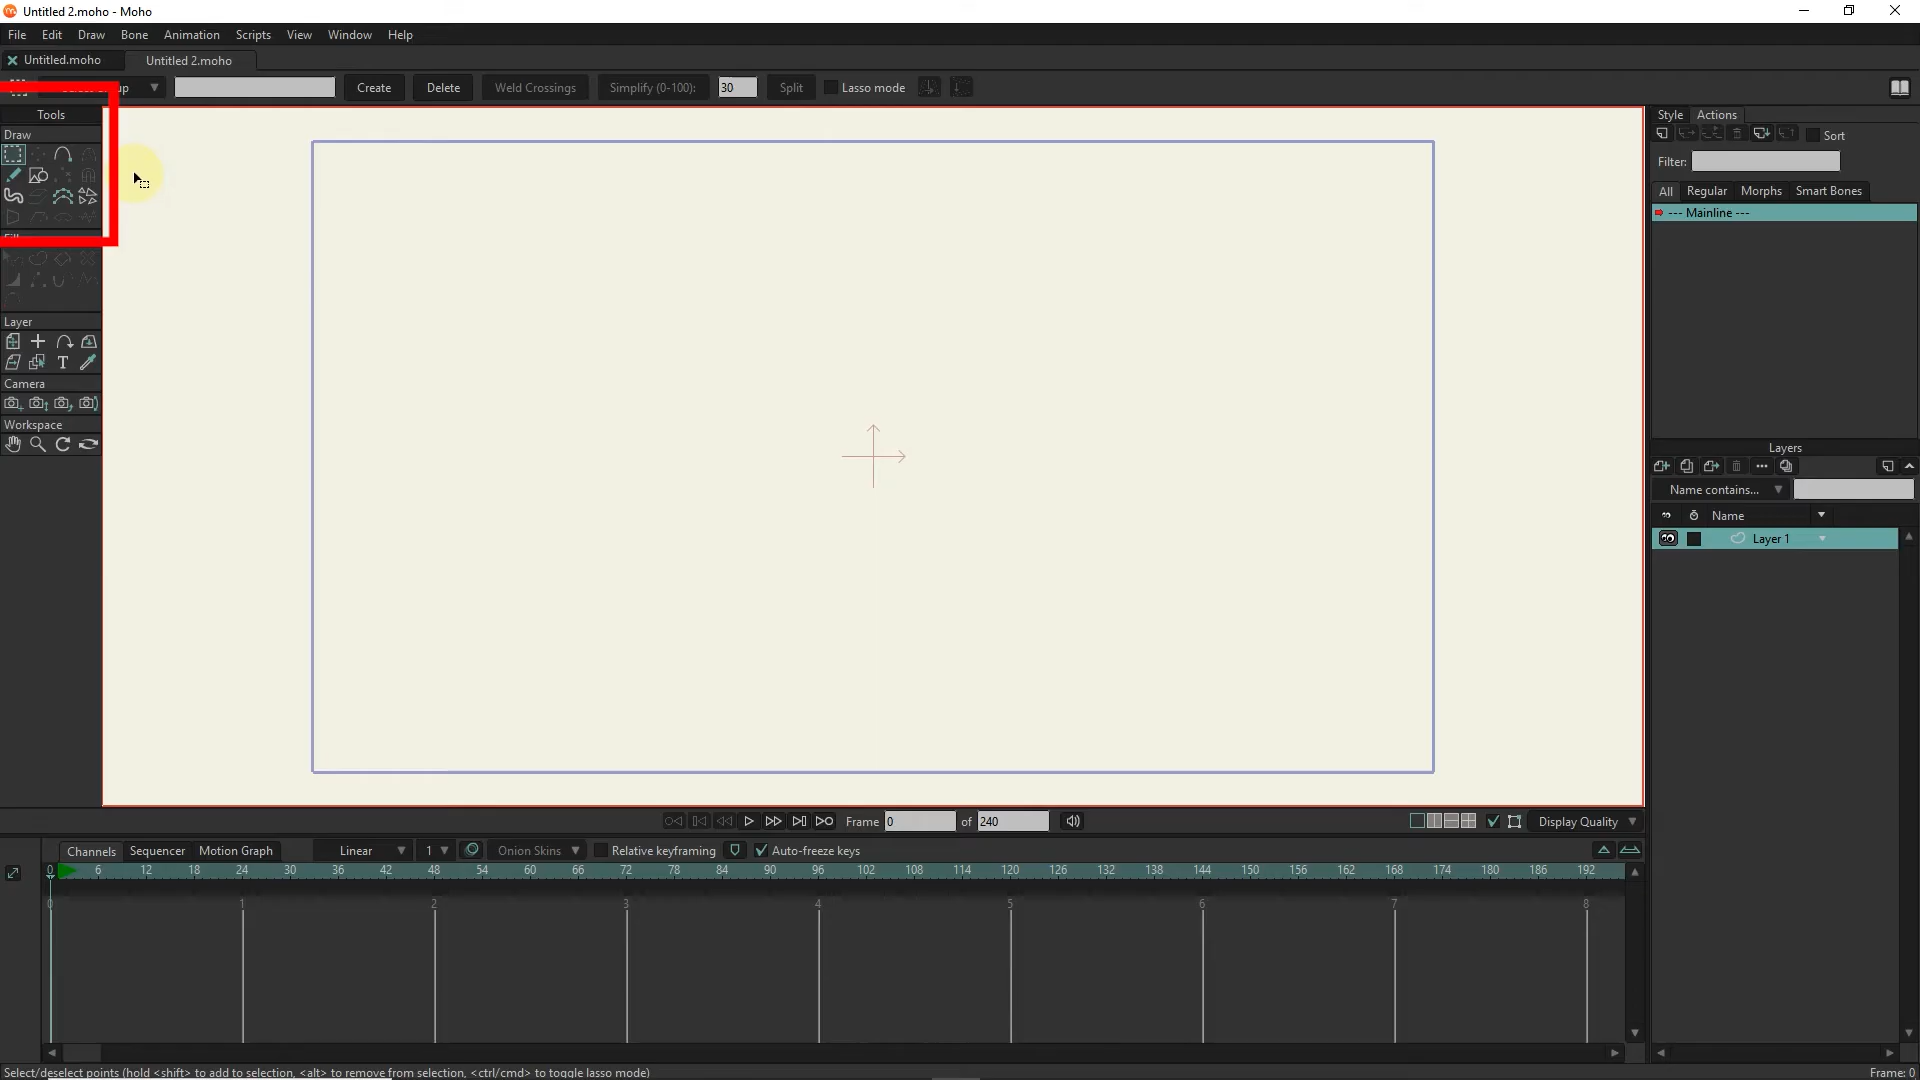 Untitled 2.moho - Moho
File Edit Draw Bone Animation Scripts View Window Help
Untitled.moho Untitled 2.moho
Create Delete Weld Crossings Simplify (0-100): 30 Split Lasso mode
Tools
Draw
Layer
Camera
Workspace
Style Actions
Sort
Filter:
All Regular Morphs Smart Bones
--- Mainline ---
Layers
Name contains...
Name
Layer 1
Frame 0 of 240 Display Quality
Channels Sequencer Motion Graph Linear 1 Onion Skins Relative keyframing Auto-freeze keys
0 6 12 18 24 30 36 42 48 54 60 66 72 78 84 90 96 102 108 114 120 126 132 138 144 150 156 162 168 174 180 186 192
0 1 2 3 4 5 6 7 8
Select/deselect points (hold <shift> to add to selection, <alt> to remove from selection, <ctrl/cmd> to toggle lasso mode) Frame: 0